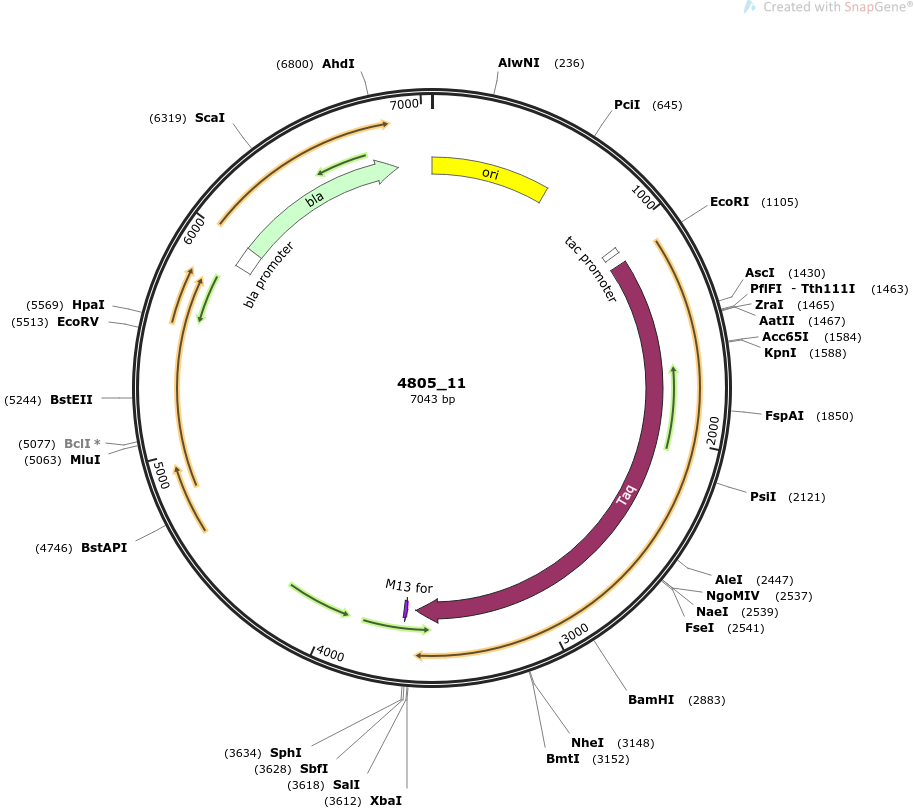 Created with SnapGene®
(6800) AhdI
AlwNI (236)
7000
(6319) ScaI
PciI (645)
ori
bla
1000
EcoRI (1105)
6000
bla promoter
tac promoter
AscI (1430)
PflFI - Tth111I (1463)
ZraI (1465)
AatII (1467)
Acc65I (1584)
KpnI (1588)
(5569) HpaI
(5513) EcoRV
4805_11
7043 bp
(5244) BstEII
FspAI (1850)
2000
(5077) BclI *
(5063) MluI
5000
Taq
PsiI (2121)
(4746) BstAPI
M13 for
AleI (2447)
NgoMIV (2537)
NaeI (2539)
FseI (2541)
3000
4000
BamHI (2883)
NheI (3148)
BmtI (3152)
(3634) SphI
(3628) SbfI
(3618) SalI
(3612) XbaI